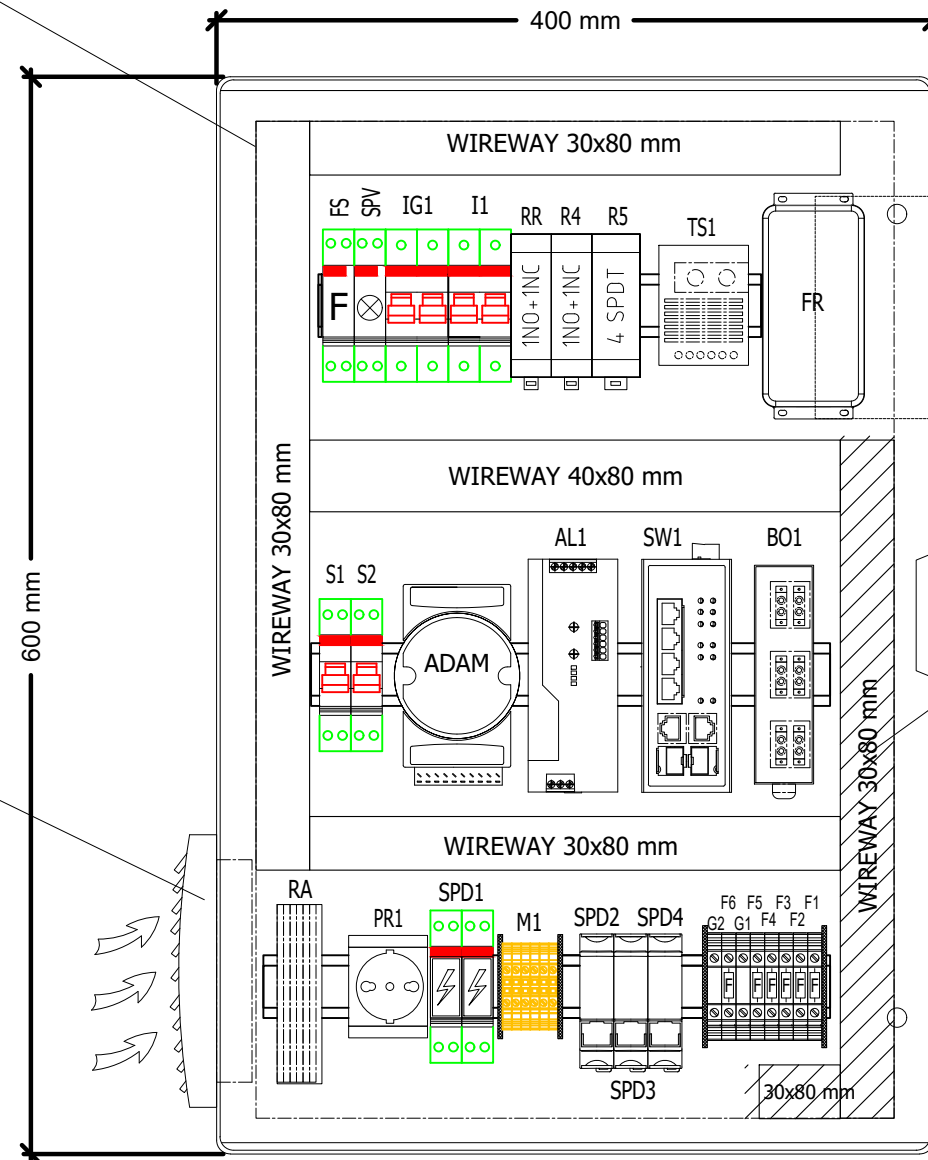 400 mm
WIREWAY 30x80 mm
FS SPV IG1 I1 RR R4 R5 TS1
F
1NO+1NC
1NO+1NC
4 SPDT
FR
600 mm
WIREWAY 30x80 mm
WIREWAY 40x80 mm
S1 S2 AL1 SW1 BO1
ADAM
WIREWAY 30x80 mm
WIREWAY 30x80 mm
RA PR1 SPD1 M1 SPD2 SPD4
F6 F5 F3 F1
G2 G1 F4 F2
F F F F F F
SPD3
30x80 mm